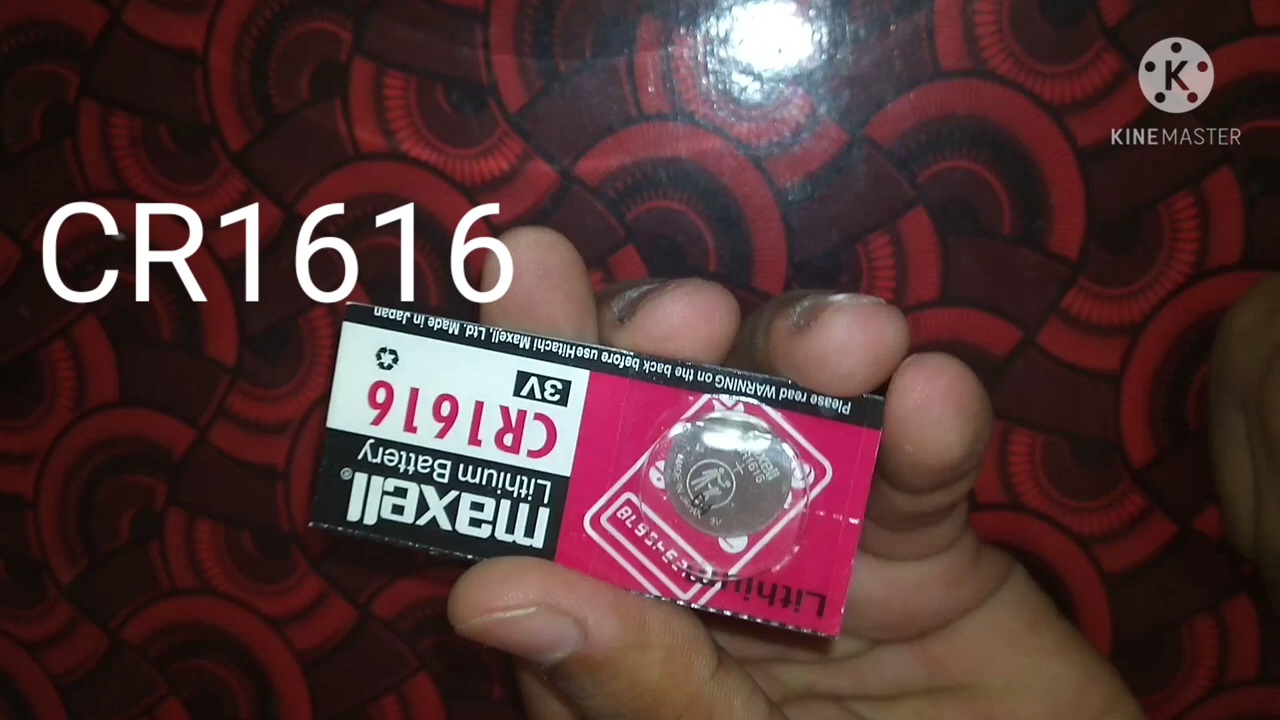 KINEMASTER
CR1616
maxell®
Lithium Battery
CR1616
3V
Please read WARNING on the back before use Hitachi Maxell, Ltd. Made in Japan
Lithium
maxell